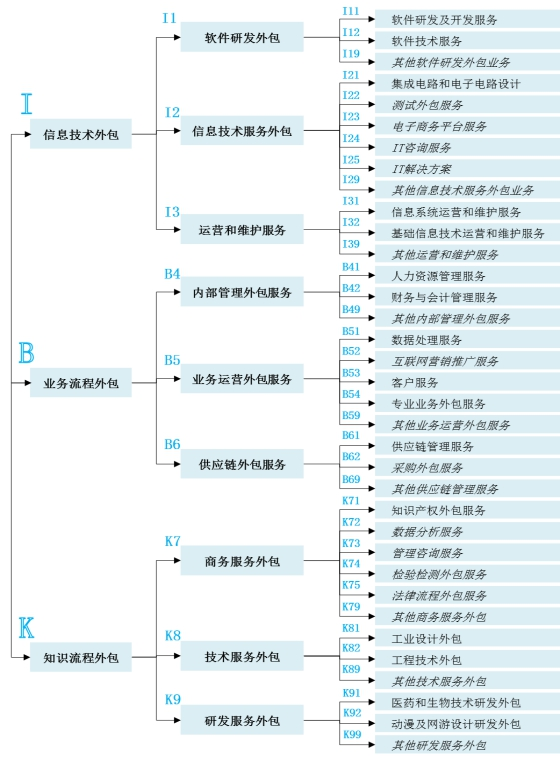 I
信息技术外包
I1
软件研发外包
I11
软件研发及开发服务
I12
软件技术服务
I19
其他软件研发外包业务
I2
信息技术服务外包
I21
集成电路和电子电路设计
I22
测试外包服务
I23
电子商务平台服务
I24
IT咨询服务
I25
IT解决方案
I29
其他信息技术服务外包业务
I3
运营和维护服务
I31
信息系统运营和维护服务
I32
基础信息技术运营和维护服务
I39
其他运营和维护服务
B
业务流程外包
B4
内部管理外包服务
B41
人力资源管理服务
B42
财务与会计管理服务
B49
其他内部管理外包服务
B5
业务运营外包服务
B51
数据处理服务
B52
互联网营销推广服务
B53
客户服务
B54
专业业务外包服务
B59
其他业务运营外包服务
B6
供应链外包服务
B61
供应链管理服务
B62
采购外包服务
B69
其他供应链管理服务
K
知识流程外包
K7
商务服务外包
K71
知识产权外包服务
K72
数据分析服务
K73
管理咨询服务
K74
检验检测外包服务
K75
法律流程外包服务
K79
其他商务服务外包
K8
技术服务外包
K81
工业设计外包
K82
工程技术外包
K89
其他技术服务外包
K9
研发服务外包
K91
医药和生物技术研发外包
K92
动漫及网游设计研发外包
K99
其他研发服务外包